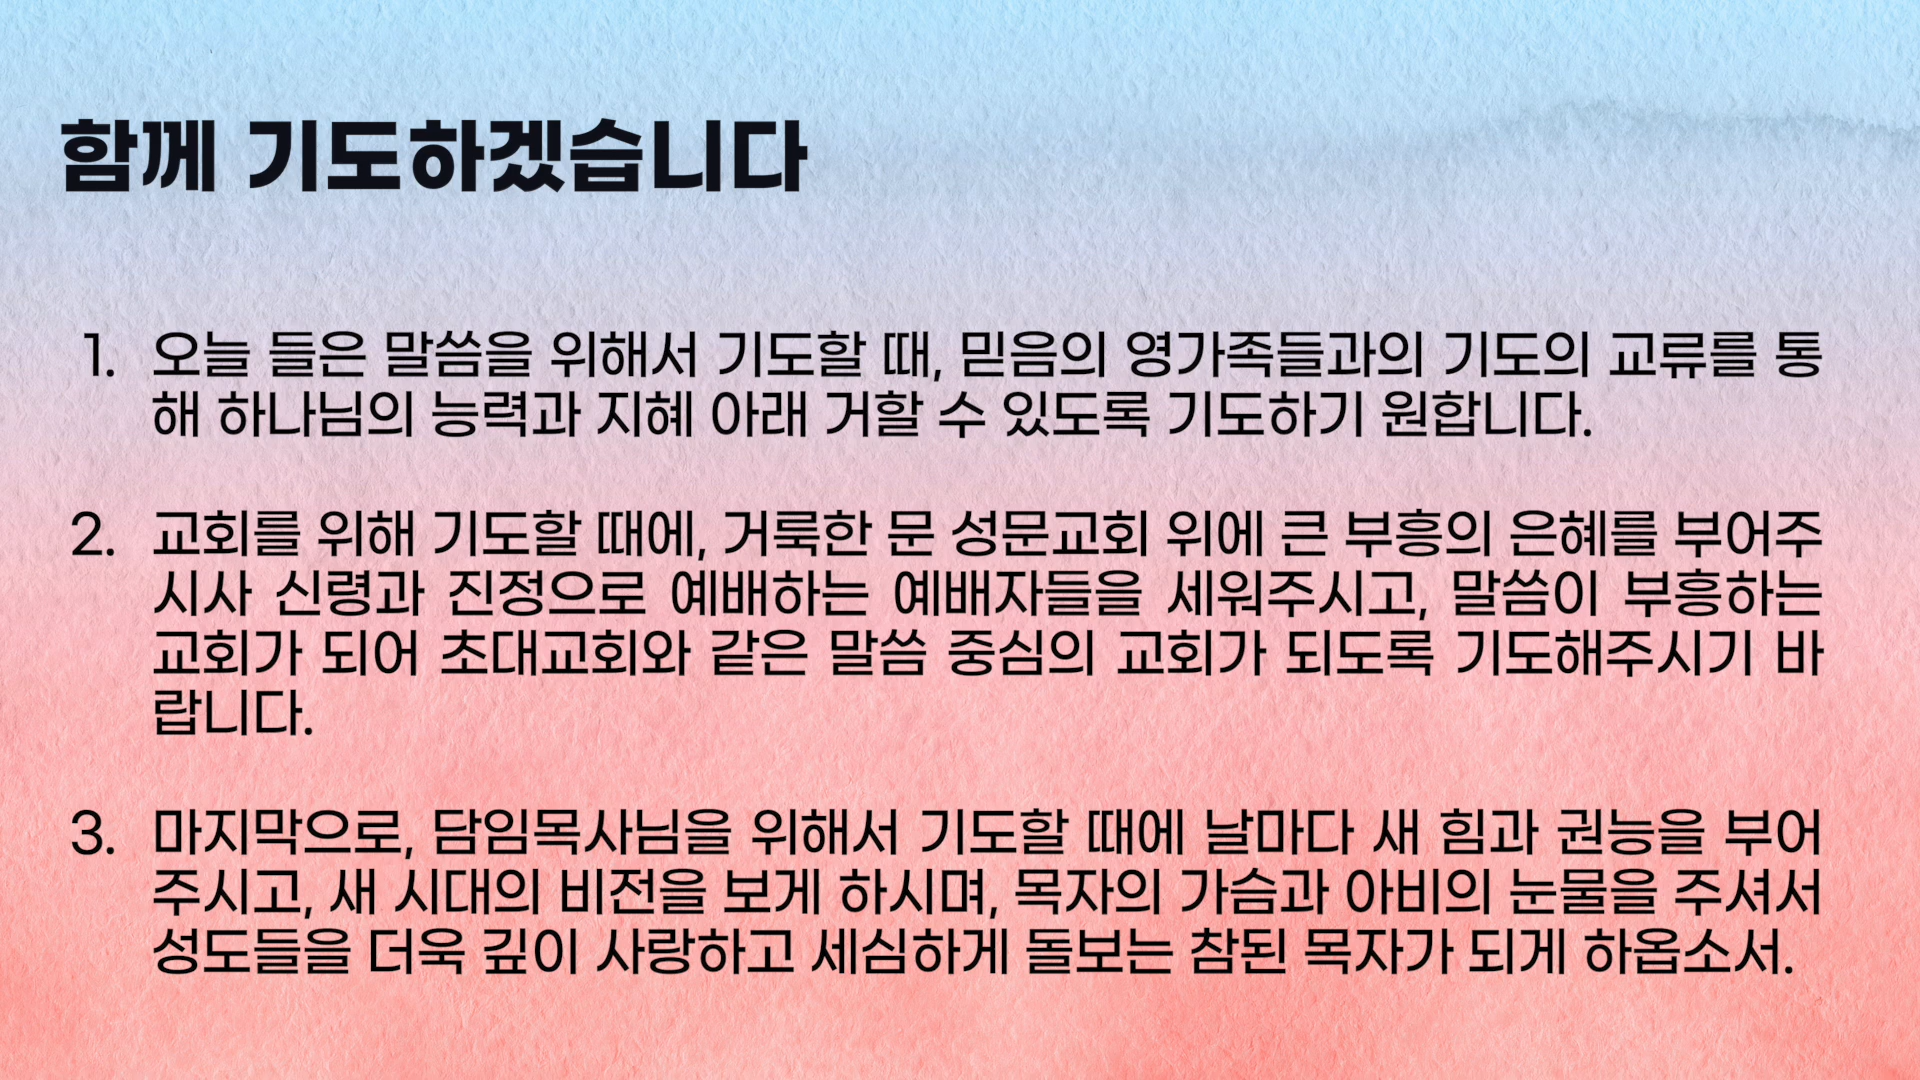 함께 기도하겠습니다
1. 오늘 들은 말씀을 위해서 기도할 때, 믿음의 영가족들과의 기도의 교류를 통
해 하나님의 능력과 지혜 아래 거할 수 있도록 기도하기 원합니다.
2. 교회를 위해 기도할 때에, 거룩한 문 성문교회 위에 큰 부흥의 은혜를 부어주
시사 신령과 진정으로 예배하는 예배자들을 세워주시고, 말씀이 부흥하는
교회가 되어 초대교회와 같은 말씀 중심의 교회가 되도록 기도해주시기 바
랍니다.
3. 마지막으로, 담임목사님을 위해서 기도할 때에 날마다 새 힘과 권능을 부어
주시고, 새 시대의 비전을 보게 하시며, 목자의 가슴과 아비의 눈물을 주셔서
성도들을 더욱 깊이 사랑하고 세심하게 돌보는 참된 목자가 되게 하옵소서.